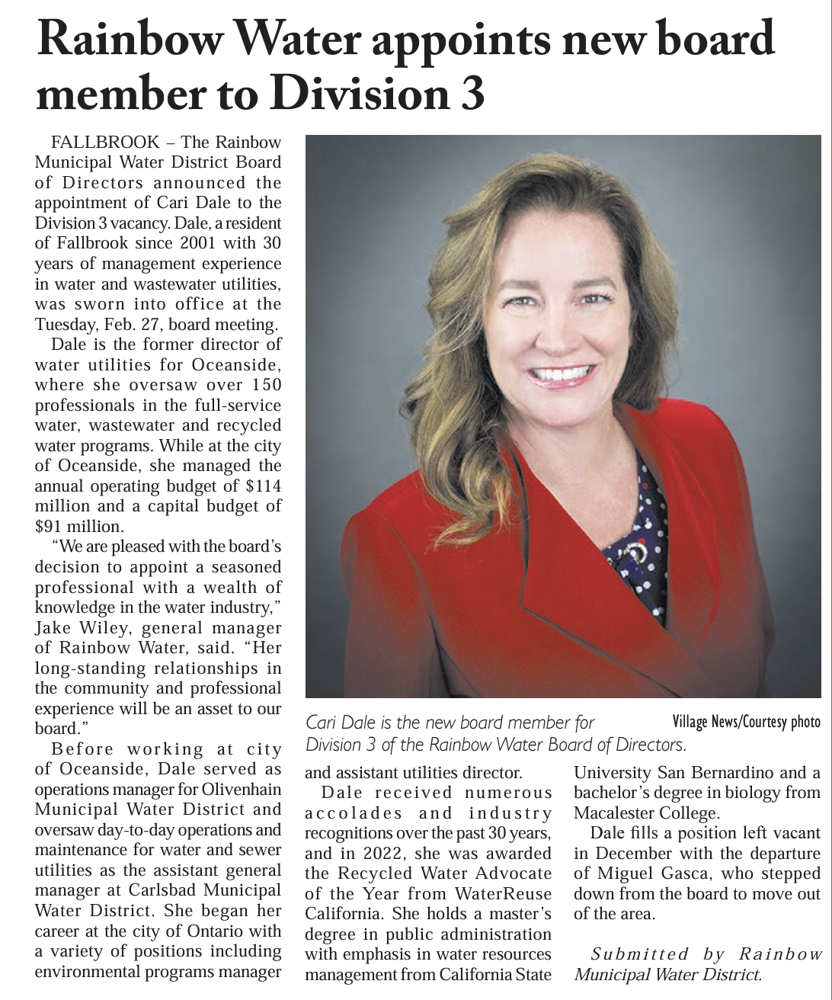 Rainbow Water appoints new board
member to Division 3
FALLBROOK – The Rainbow
Municipal Water District Board
of Directors announced the
appointment of Cari Dale to the
Division 3 vacancy. Dale, a resident
of Fallbrook since 2001 with 30
years of management experience
in water and wastewater utilities,
was sworn into office at the
Tuesday, Feb. 27, board meeting.
Dale is the former director of
water utilities for Oceanside,
where she oversaw over 150
professionals in the full-service
water, wastewater and recycled
water programs. While at the city
of Oceanside, she managed the
annual operating budget of $114
million and a capital budget of
$91 million.
“We are pleased with the board’s
decision to appoint a seasoned
professional with a wealth of
knowledge in the water industry,”
Jake Wiley, general manager
of Rainbow Water, said. “Her
long-standing relationships in
the community and professional
experience will be an asset to our
board.”
Before working at city
of Oceanside, Dale served as
operations manager for Olivenhain
Municipal Water District and
oversaw day-to-day operations and
maintenance for water and sewer
utilities as the assistant general
manager at Carlsbad Municipal
Water District. She began her
career at the city of Ontario with
a variety of positions including
environmental programs manager
Cari Dale is the new board member for
Division 3 of the Rainbow Water Board of Directors.
Village News/Courtesy photo
and assistant utilities director.
Dale received numerous
accolades and industry
recognitions over the past 30 years,
and in 2022, she was awarded
the Recycled Water Advocate
of the Year from WaterReuse
California. She holds a master’s
degree in public administration
with emphasis in water resources
management from California State
University San Bernardino and a
bachelor’s degree in biology from
Macalester College.
Dale fills a position left vacant
in December with the departure
of Miguel Gasca, who stepped
down from the board to move out
of the area.
Submitted by Rainbow
Municipal Water District.